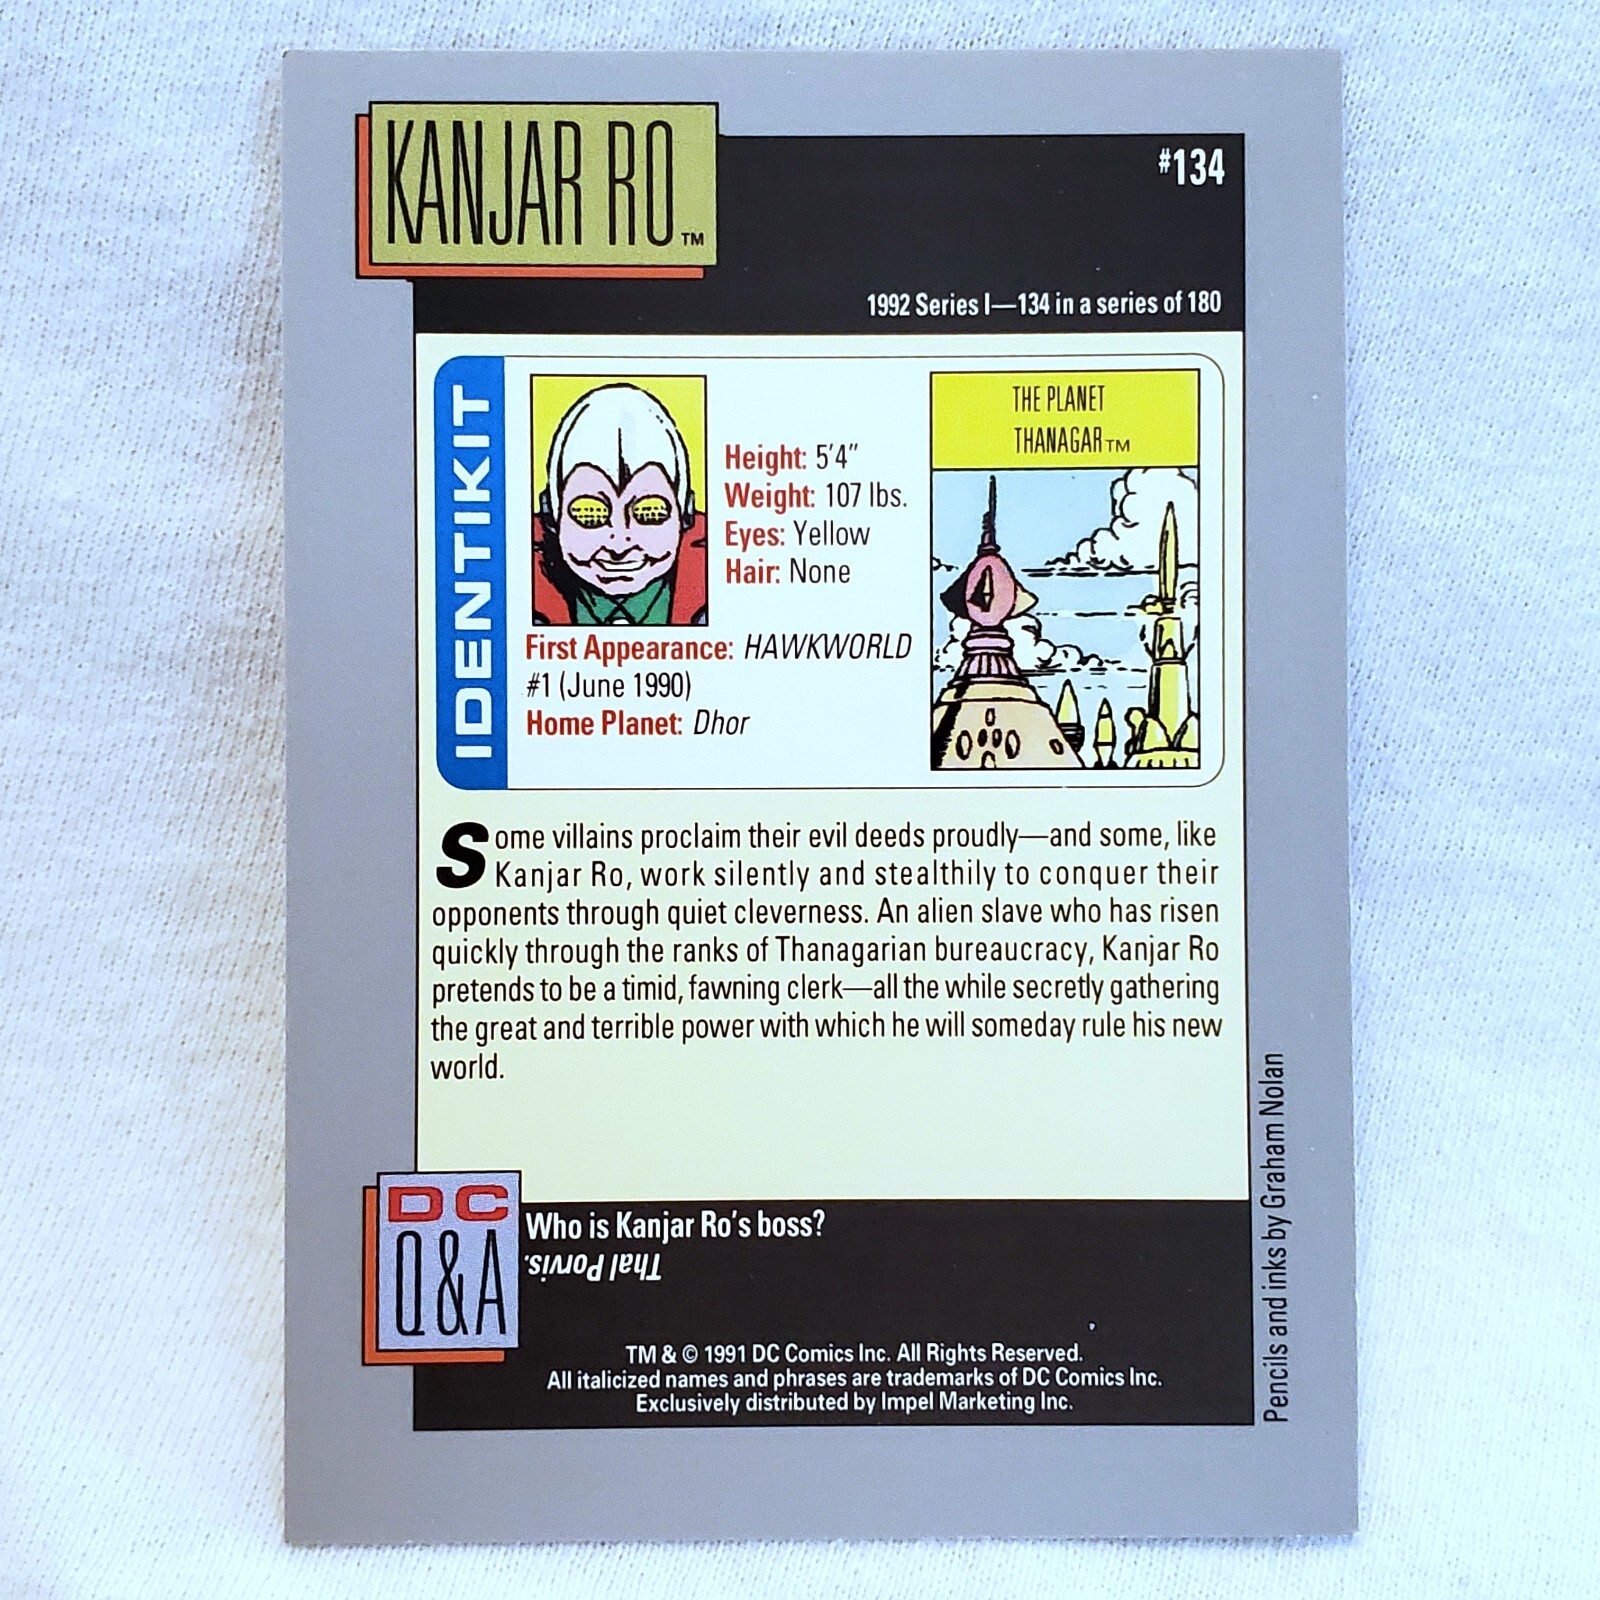 KANJAR RO™
#134
1992 Series I—134 in a series of 180
IDENTIKIT
Height: 5'4"
Weight: 107 lbs.
Eyes: Yellow
Hair: None
First Appearance: HAWKWORLD
#1 (June 1990)
Home Planet: Dhor
THE PLANET
THANAGAR™
Some villains proclaim their evil deeds proudly—and some, like
Kanjar Ro, work silently and stealthily to conquer their
opponents through quiet cleverness. An alien slave who has risen
quickly through the ranks of Thanagarian bureaucracy, Kanjar Ro
pretends to be a timid, fawning clerk—all the while secretly gathering
the great and terrible power with which he will someday rule his new
world.
DC
Q&A
Who is Kanjar Ro's boss?
Thal Porvis.
TM & © 1991 DC Comics Inc. All Rights Reserved.
All italicized names and phrases are trademarks of DC Comics Inc.
Exclusively distributed by Impel Marketing Inc.
Pencils and inks by Graham Nolan